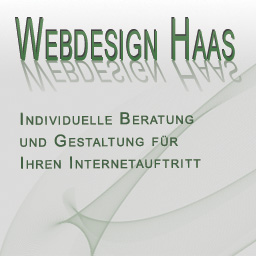 Webdesign Haas
Individuelle Beratung
und Gestaltung für
Ihren Internetauftritt